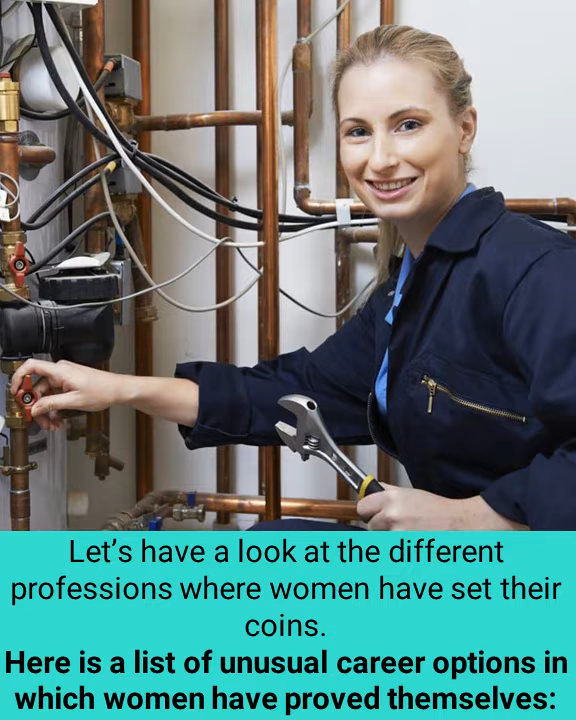 Let’s have a look at the different
professions where women have set their
coins.
Here is a list of unusual career options in
which women have proved themselves: